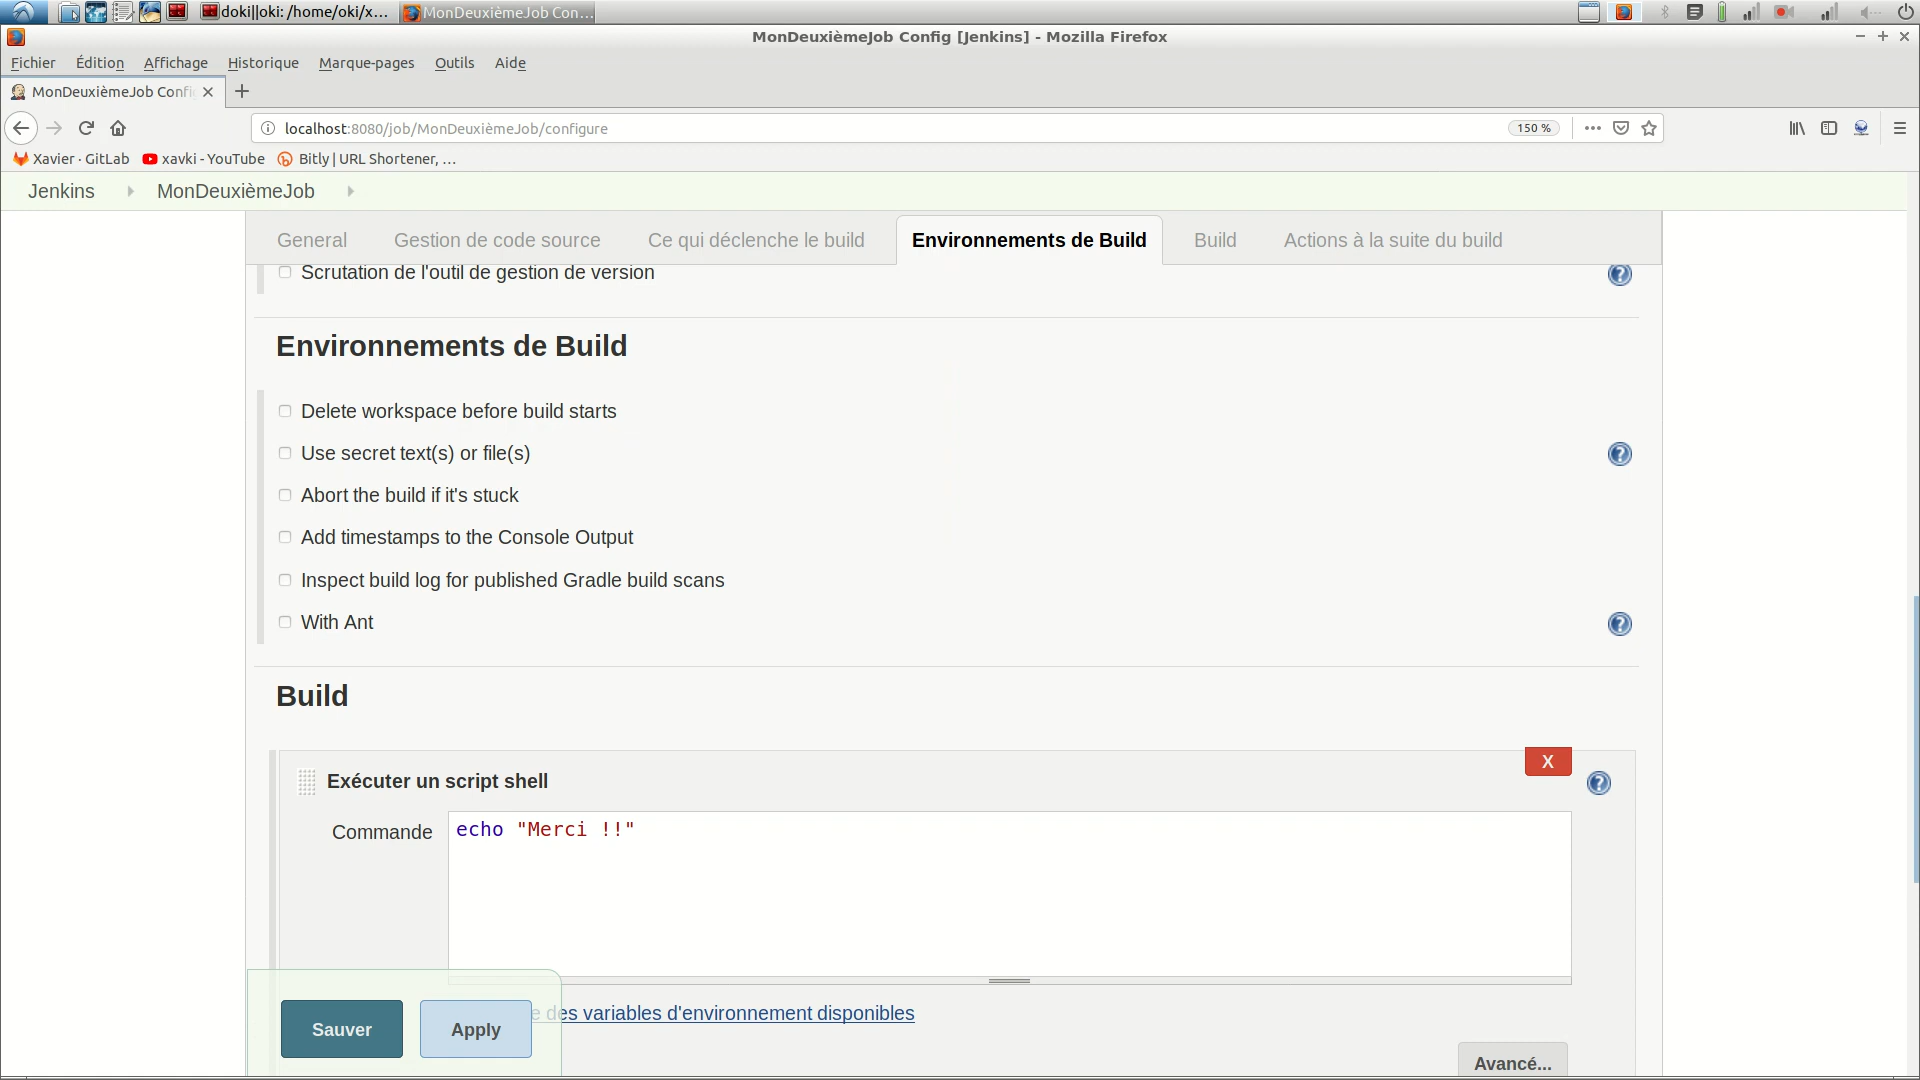 doki||oki: /home/oki/x...
MonDeuxièmeJob Con...
MonDeuxièmeJob Config [Jenkins] - Mozilla Firefox
Fichier Édition Affichage Historique Marque-pages Outils Aide
MonDeuxièmeJob Confi
localhost:8080/job/MonDeuxièmeJob/configure
150 %
Xavier · GitLab
xavki - YouTube
Bitly | URL Shortener, ...
Jenkins
MonDeuxièmeJob
General
Gestion de code source
Ce qui déclenche le build
Environnements de Build
Build
Actions à la suite du build
Scrutation de l'outil de gestion de version
Environnements de Build
Delete workspace before build starts
Use secret text(s) or file(s)
Abort the build if it's stuck
Add timestamps to the Console Output
Inspect build log for published Gradle build scans
With Ant
Build
X
Exécuter un script shell
Commande
echo "Merci !!"
e des variables d'environnement disponibles
Sauver
Apply
Avancé...